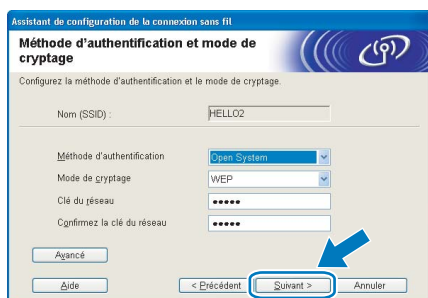 Assistant de configuration de la connexion sans fil
Méthode d'authentification et mode de
cryptage
Configurez la méthode d'authentification et le mode de cryptage.
Nom (SSID) : HELLO2
Méthode d'authentification Open System
Mode de cryptage WEP
Clé du réseau •••••
Confirmez la clé du réseau •••••
Avancé
Aide < Précédent Suivant > Annuler